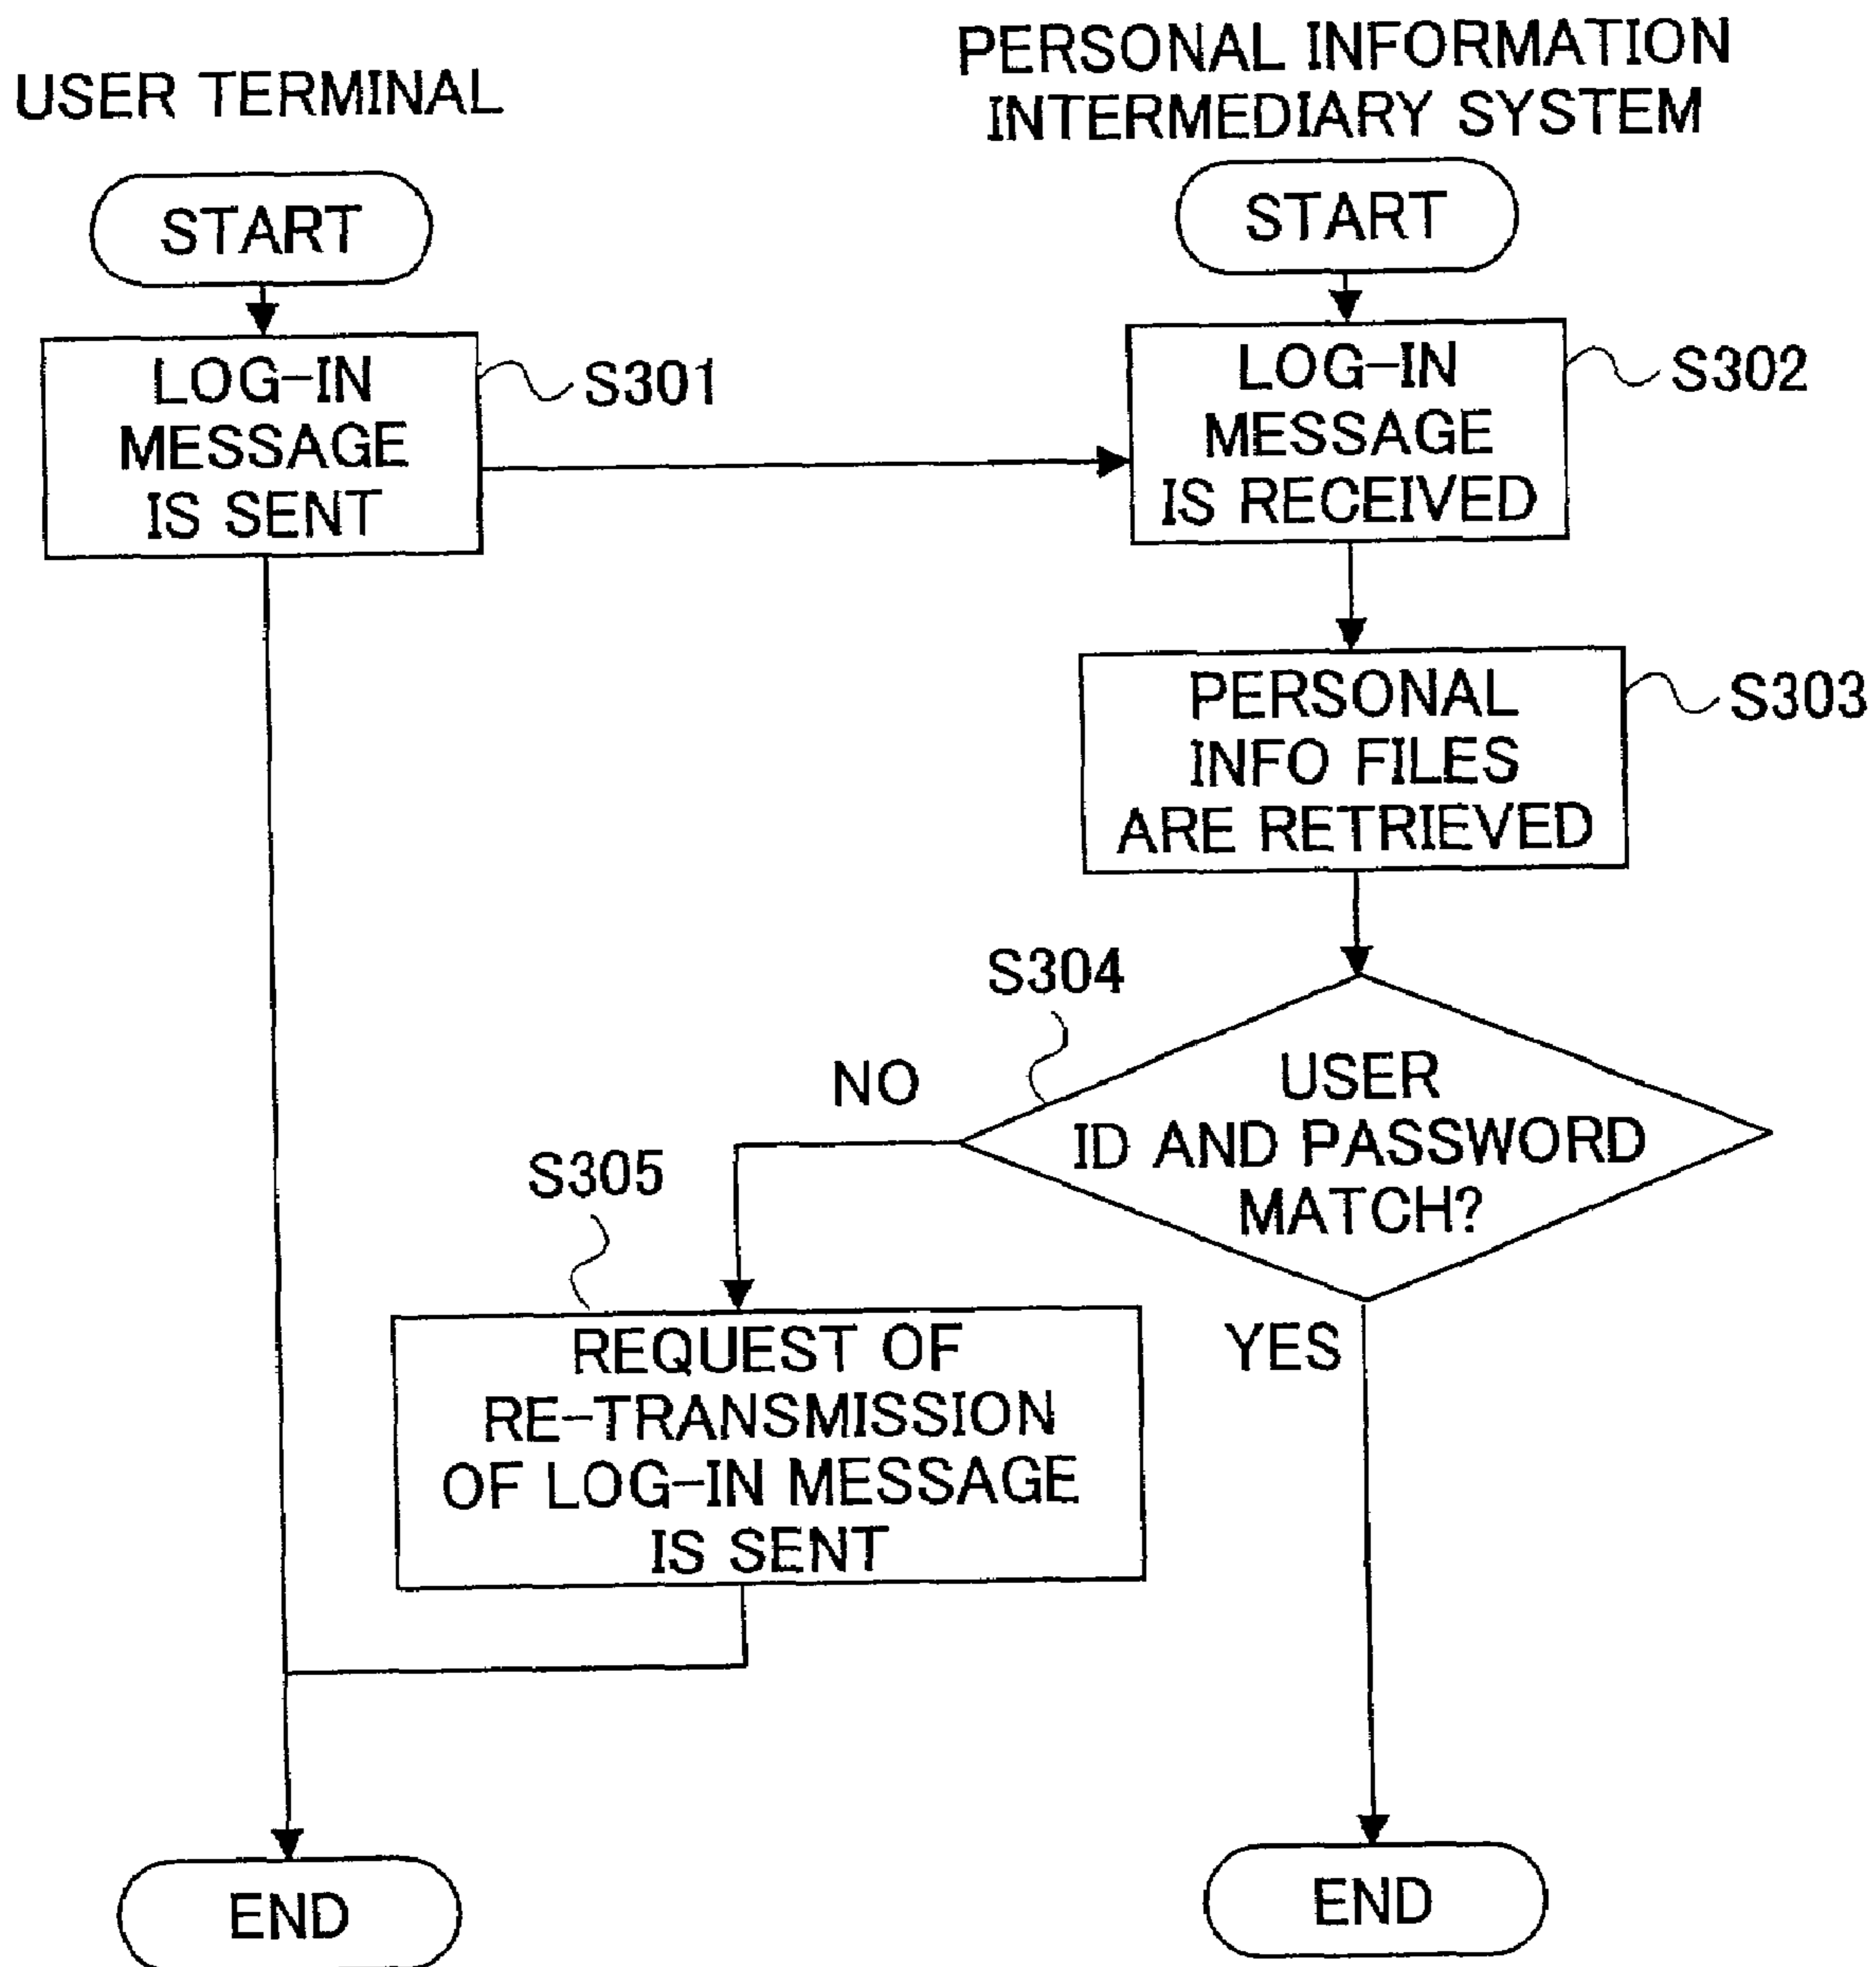 USER TERMINAL
PERSONAL INFORMATION
INTERMEDIARY SYSTEM
START
START
LOG-IN
MESSAGE
IS SENT
S301
LOG-IN
MESSAGE
IS RECEIVED
S302
PERSONAL
INFO FILES
ARE RETRIEVED
S303
S304
NO
USER
ID AND PASSWORD
MATCH?
S305
REQUEST OF
RE-TRANSMISSION
OF LOG-IN MESSAGE
IS SENT
YES
END
END